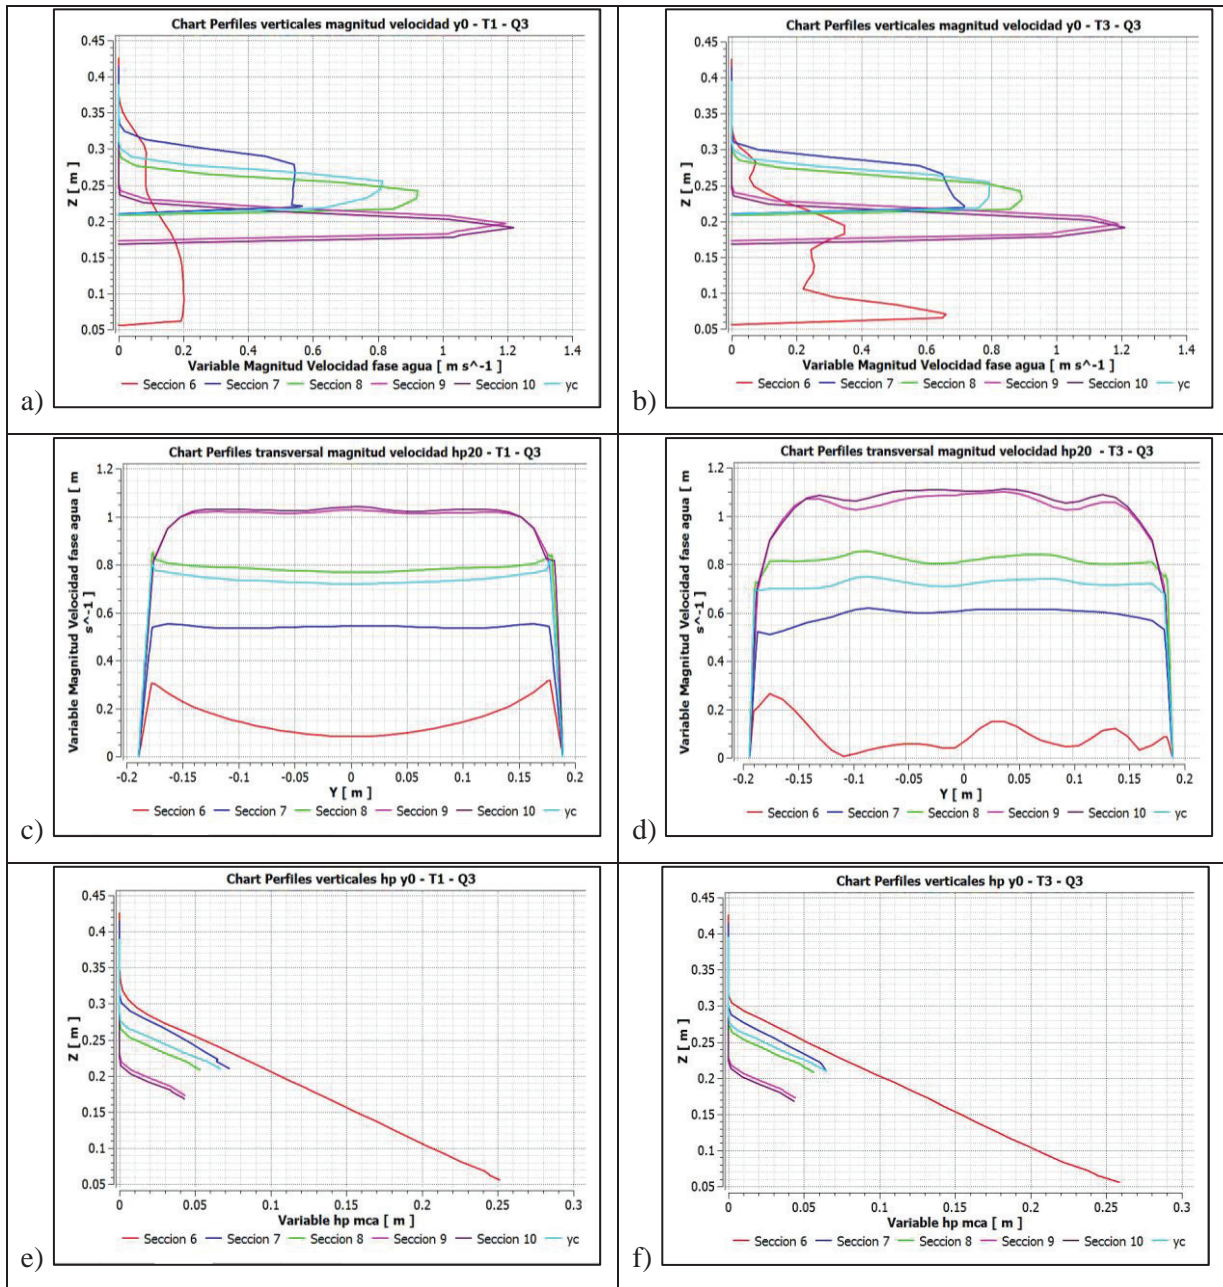 Chart Perfiles verticales magnitud velocidad y0 - T1 - Q3
0.45
0.4
0.35
0.3
0.25
0.2
0.15
0.1
0.05
Z [ m ]
0 0.2 0.4 0.6 0.8 1 1.2 1.4
Variable Magnitud Velocidad fase agua [ m s^-1 ]
Seccion 6 Seccion 7 Seccion 8 Seccion 9 Seccion 10 yc
a)
Chart Perfiles verticales magnitud velocidad y0 - T3 - Q3
0.45
0.4
0.35
0.3
0.25
0.2
0.15
0.1
0.05
Z [ m ]
0 0.2 0.4 0.6 0.8 1 1.2 1.4
Variable Magnitud Velocidad fase agua [ m s^-1 ]
Seccion 6 Seccion 7 Seccion 8 Seccion 9 Seccion 10 yc
b)
Chart Perfiles transversal magnitud velocidad hp20 - T1 - Q3
1.2
1
0.8
0.6
0.4
0.2
0
Variable Magnitud Velocidad fase agua [ m
s^-1 ]
-0.2 -0.15 -0.1 -0.05 0 0.05 0.1 0.15 0.2
Y [ m ]
Seccion 6 Seccion 7 Seccion 8 Seccion 9 Seccion 10 yc
c)
Chart Perfiles transversal magnitud velocidad hp20 - T3 - Q3
1.2
1.0
0.8
0.6
0.4
0.2
0
Variable Magnitud Velocidad fase agua [ m
s^-1 ]
-0.2 -0.15 -0.10 -0.05 0 0.05 0.10 0.15 0.2
Y [ m ]
Seccion 6 Seccion 7 Seccion 8 Seccion 9 Seccion 10 yc
d)
Chart Perfiles verticales hp y0 - T1 - Q3
0.45
0.4
0.35
0.3
0.25
0.2
0.15
0.1
0.05
Z [ m ]
0 0.05 0.1 0.15 0.2 0.25 0.3
Variable hp mca [ m ]
Seccion 6 Seccion 7 Seccion 8 Seccion 9 Seccion 10 yc
e)
Chart Perfiles verticales hp y0 - T3 - Q3
0.45
0.4
0.35
0.3
0.25
0.2
0.15
0.1
0.05
Z [ m ]
0 0.05 0.10 0.15 0.20 0.25 0.3
Variable hp mca [ m ]
Seccion 6 Seccion 7 Seccion 8 Seccion 9 Seccion 10 yc
f)